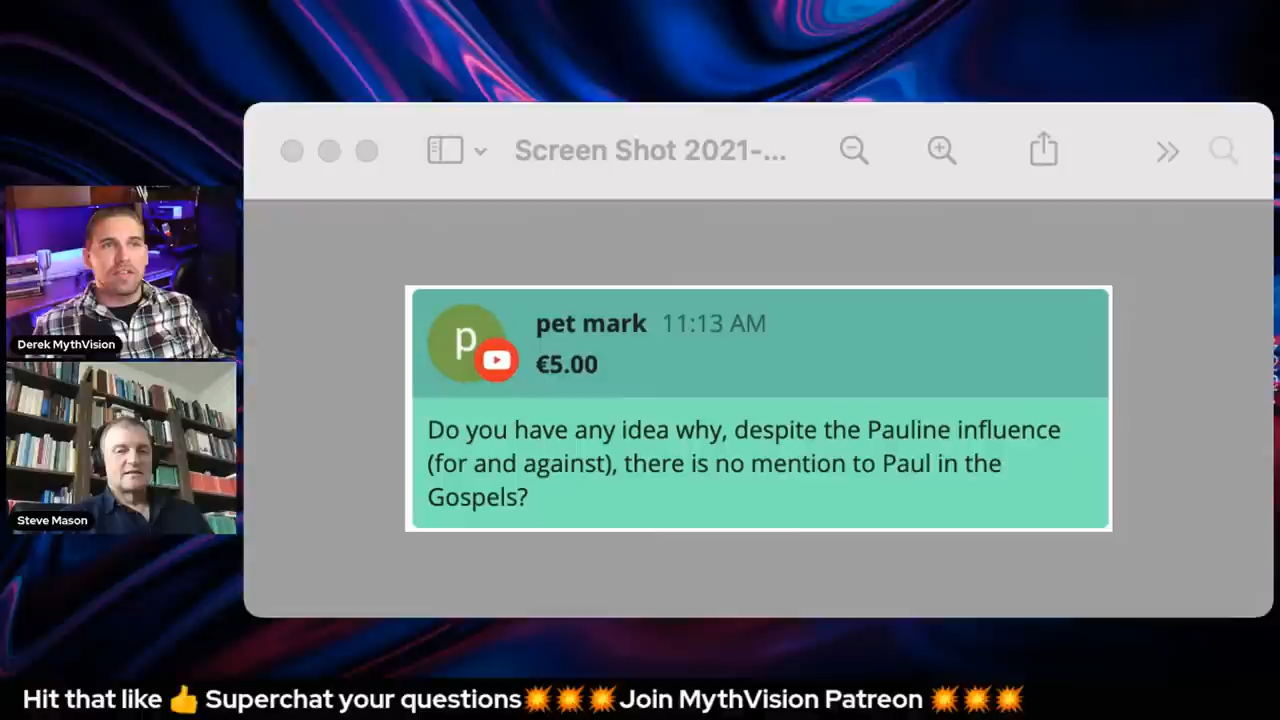 Screen Shot 2021-...
pet mark 11:13 AM
p
€5.00
Do you have any idea why, despite the Pauline influence
(for and against), there is no mention to Paul in the
Gospels?
Derek MythVision
Steve Mason
Hit that like 👍 Superchat your questions💥💥💥Join MythVision Patreon 💥💥💥